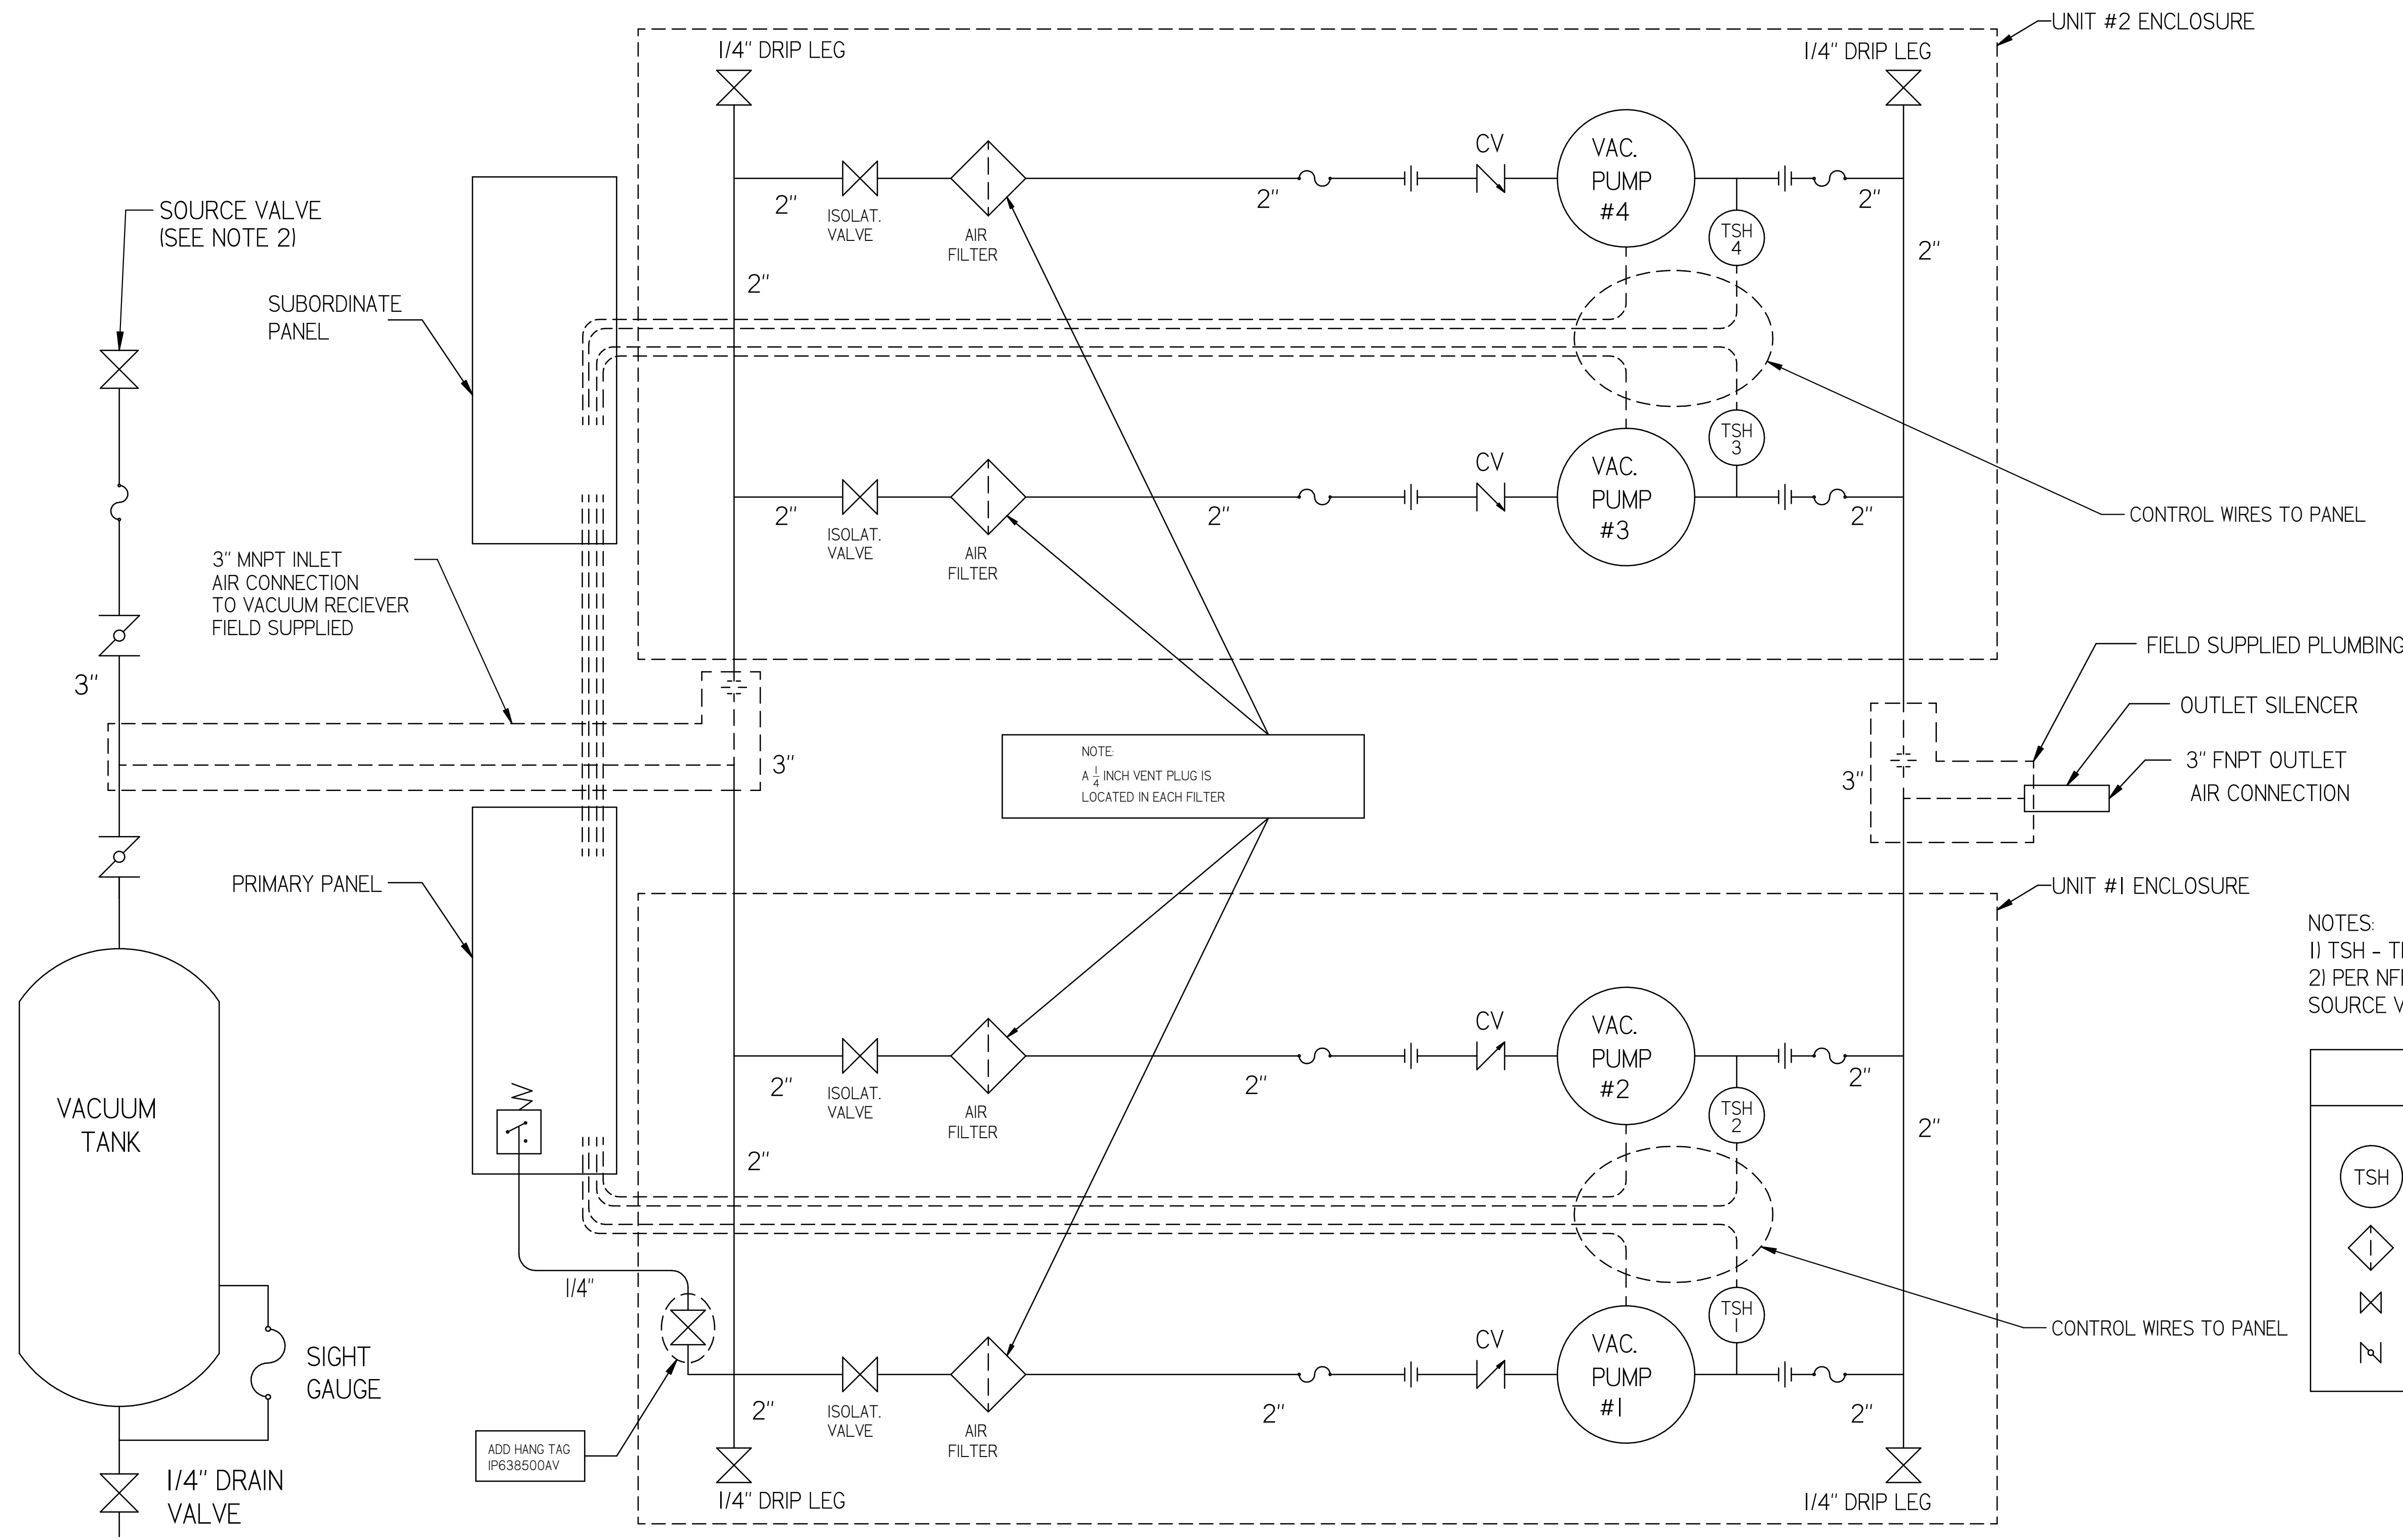 UNIT #2 ENCLOSURE
1/4" DRIP LEG
1/4" DRIP LEG
CV
VAC.
PUMP
#4
2"
ISOLAT.
VALVE
AIR
FILTER
2"
TSH
4
2"
2"
2"
SOURCE VALVE
(SEE NOTE 2)
SUBORDINATE
PANEL
CV
VAC.
PUMP
#3
TSH
3
2"
ISOLAT.
VALVE
AIR
FILTER
2"
2"
CONTROL WIRES TO PANEL
3" MNPT INLET
AIR CONNECTION
TO VACUUM RECIEVER
FIELD SUPPLIED
3"
3"
NOTE:
A 1/4 INCH VENT PLUG IS
LOCATED IN EACH FILTER
FIELD SUPPLIED PLUMBING
OUTLET SILENCER
3" FNPT OUTLET
AIR CONNECTION
3"
PRIMARY PANEL
UNIT #1 ENCLOSURE
NOTES:
1) TSH -
2) PER
SOURCE
CV
VAC.
PUMP
#2
TSH
2
2"
ISOLAT.
VALVE
AIR
FILTER
2"
2"
2"
2"
VACUUM
TANK
TSH
1/4"
CONTROL WIRES TO PANEL
SIGHT
GAUGE
CV
VAC.
PUMP
#1
TSH
1
2"
ISOLAT.
VALVE
AIR
FILTER
2"
2"
ADD HANG TAG
IP638500AV
1/4" DRAIN
VALVE
1/4" DRIP LEG
1/4" DRIP LEG